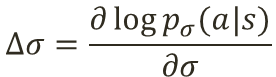 Δσ = ∂ log p_σ(a|s) / ∂σ